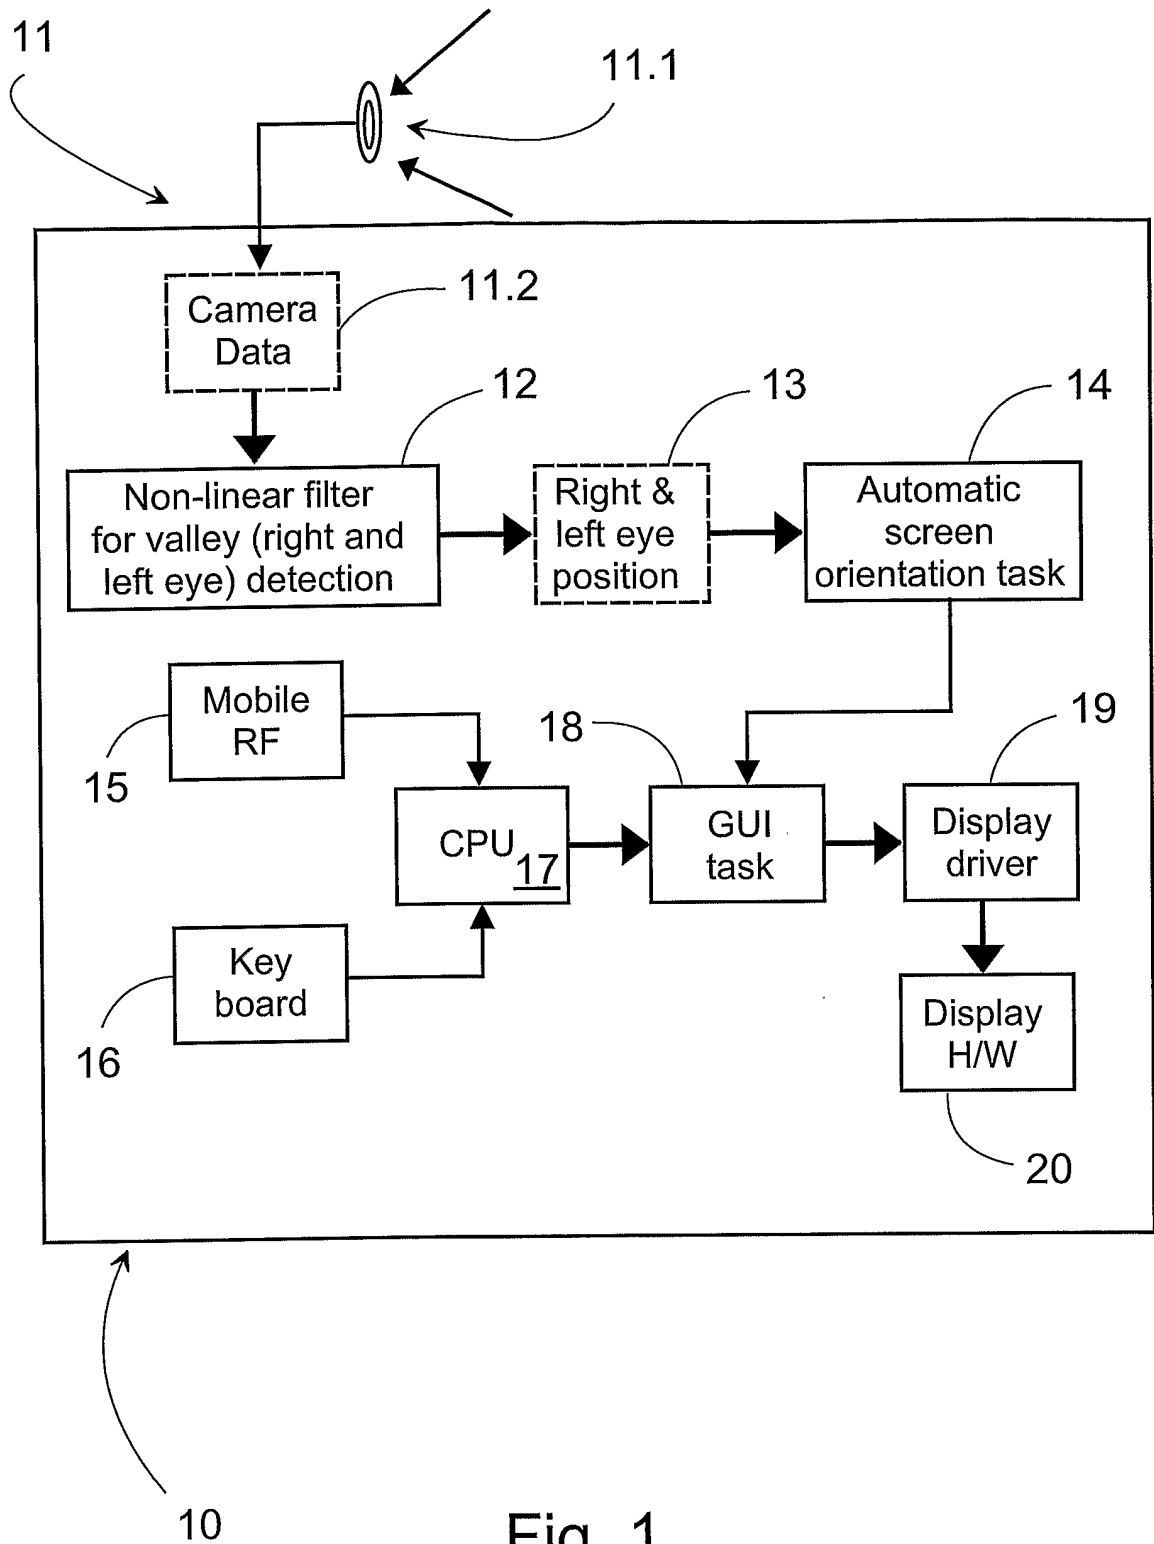 11
11.1
Camera
Data
11.2
12
13
14
Non-linear filter
for valley (right and
left eye) detection
Right &
left eye
position
Automatic
screen
orientation task
Mobile
RF
15
18
19
CPU
17
GUI
task
Display
driver
Key
board
16
Display
H/W
20
10
Fig. 1